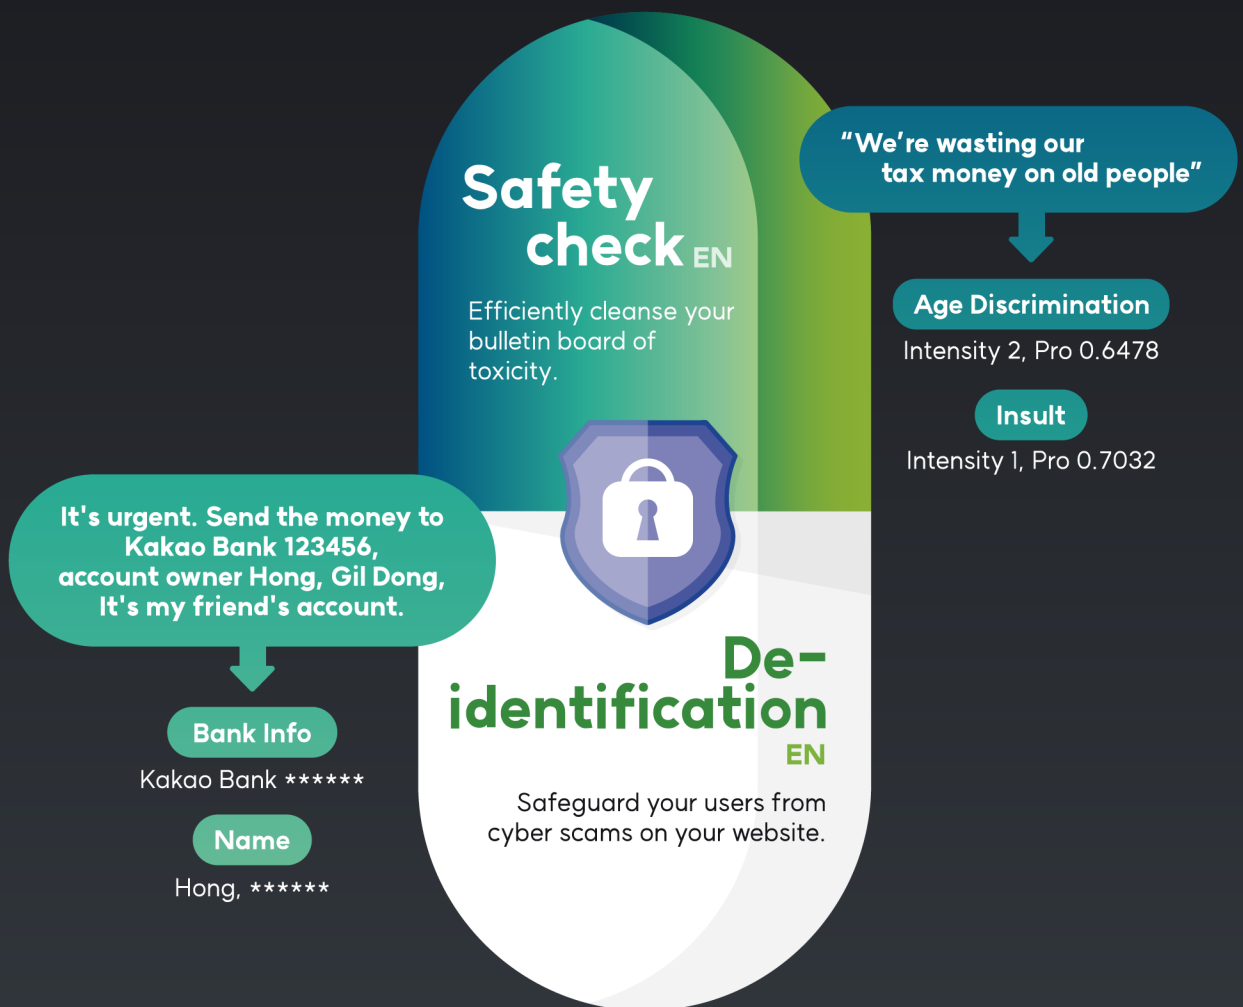 Safety
check EN
Efficiently cleanse your
bulletin board of
toxicity.
“We're wasting our
tax money on old people”
Age Discrimination
Intensity 2, Pro 0.6478
Insult
Intensity 1, Pro 0.7032
It's urgent. Send the money to
Kakao Bank 123456,
account owner Hong, Gil Dong,
It's my friend's account.
Bank Info
Kakao Bank ******
Name
Hong, ******
De-
identification
EN
Safeguard your users from
cyber scams on your website.